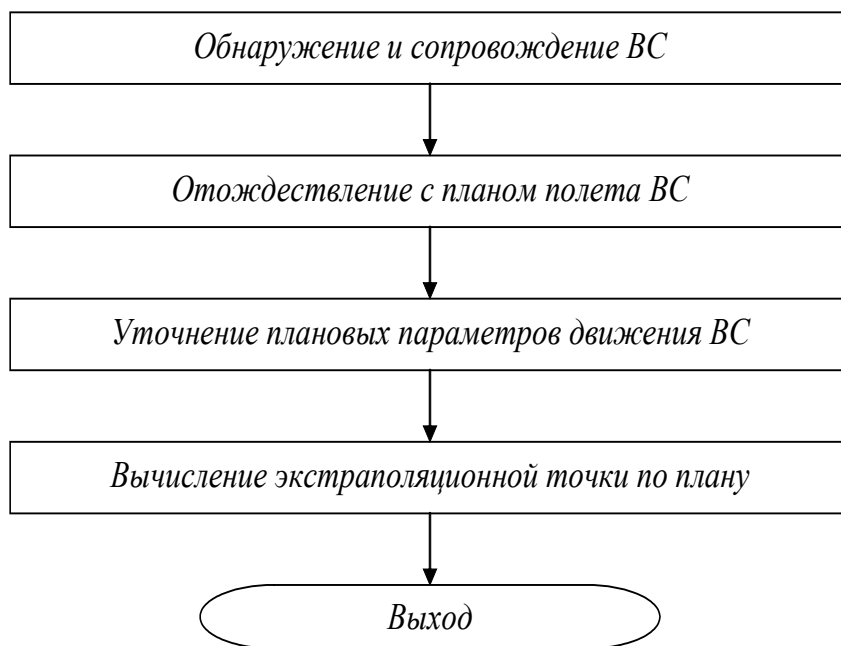 Обнаружение и сопровождение ВС
Отождествление с планом полета ВС
Уточнение плановых параметров движения ВС
Вычисление экстраполяционной точки по плану
Выход